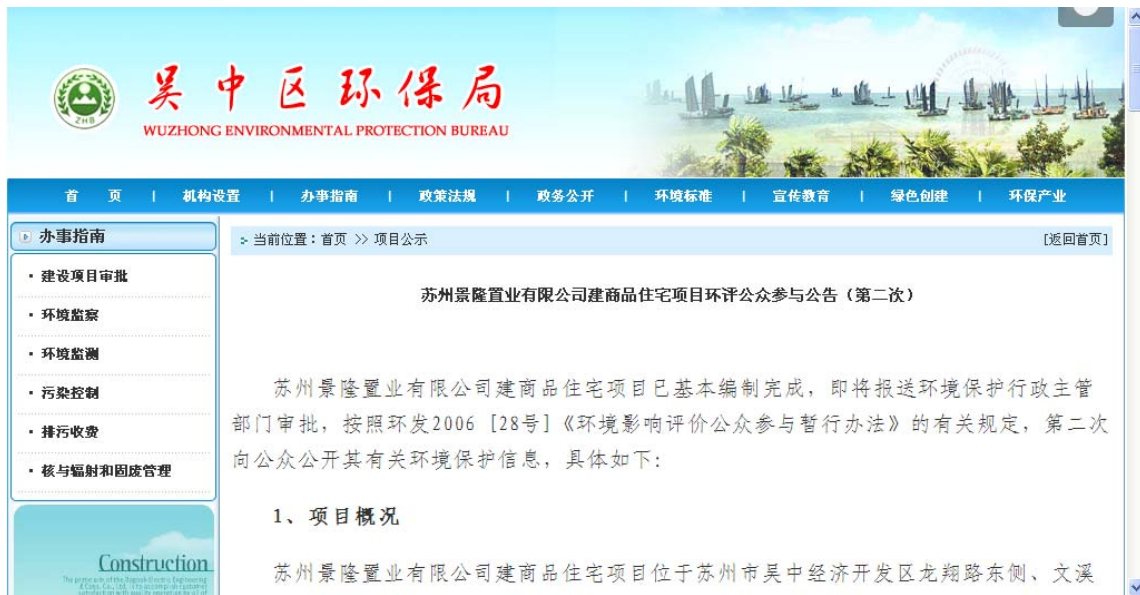 吴中区环保局
ZHB
WUZHONG ENVIRONMENTAL PROTECTION BUREAU
首 页 | 机构设置 | 办事指南 | 政策法规 | 政务公开 | 环境标准 | 宣传教育 | 绿色创建 | 环保产业
办事指南
· 建设项目审批
· 环境监察
· 环境监测
· 污染控制
· 排污收费
· 核与辐射和固废管理
Construction
当前位置：首页 >> 项目公示 [返回首页]
苏州景隆置业有限公司建商品住宅项目环评公众参与公告（第二次）
苏州景隆置业有限公司建商品住宅项目已基本编制完成，即将报送环境保护行政主管
部门审批，按照环发2006 [28号]《环境影响评价公众参与暂行办法》的有关规定，第二次
向公众公开其有关环境保护信息，具体如下：
1、项目概况
苏州景隆置业有限公司建商品住宅项目位于苏州市吴中经济开发区龙翔路东侧、文溪